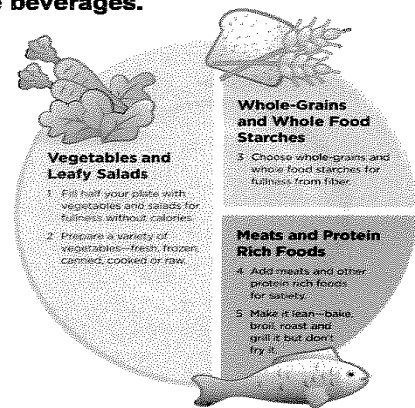 beverages.
Vegetables and
Leafy Salads
1 Fill half your plate with
vegetables and salads for
fullness without calories.
2 Prepare a variety of
vegetables—fresh, frozen,
canned, cooked or raw.
Whole-Grains
and Whole Food
Starches
3 Choose whole-grains and
whole food starches for
fullness from fiber.
Meats and Protein
Rich Foods
4 Add meats and other
protein rich foods
for satiety.
5 Make it lean—bake,
broil, roast and
grill it but don't
fry it.